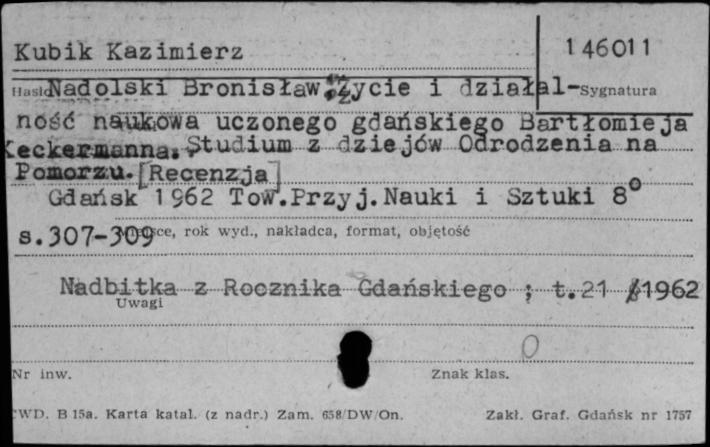 Kubik Kazimierz 146011
Hasło Nadolski Bronisław: Życie i dział al- Sygnatura
ność naukowa uczonego gdańskiego Bartłomieja
Keckermanna. Studium z dziejów Odrodzenia na
Pomorzu. [Recenzja]
Gdańsk 1962 Tow.Przyj.Nauki i Sztuki 8°
s.307-309 Miejsce, rok wyd., nakładca, format, objętość
Nadbitka z Rocznika Gdańskiego ; t.21 /1962
Uwagi
0
Nr inw. Znak klas.
WD. B 15a. Karta katal. (z nadr.) Zam. 658/DW/On. Zakł. Graf. Gdańsk nr 1757